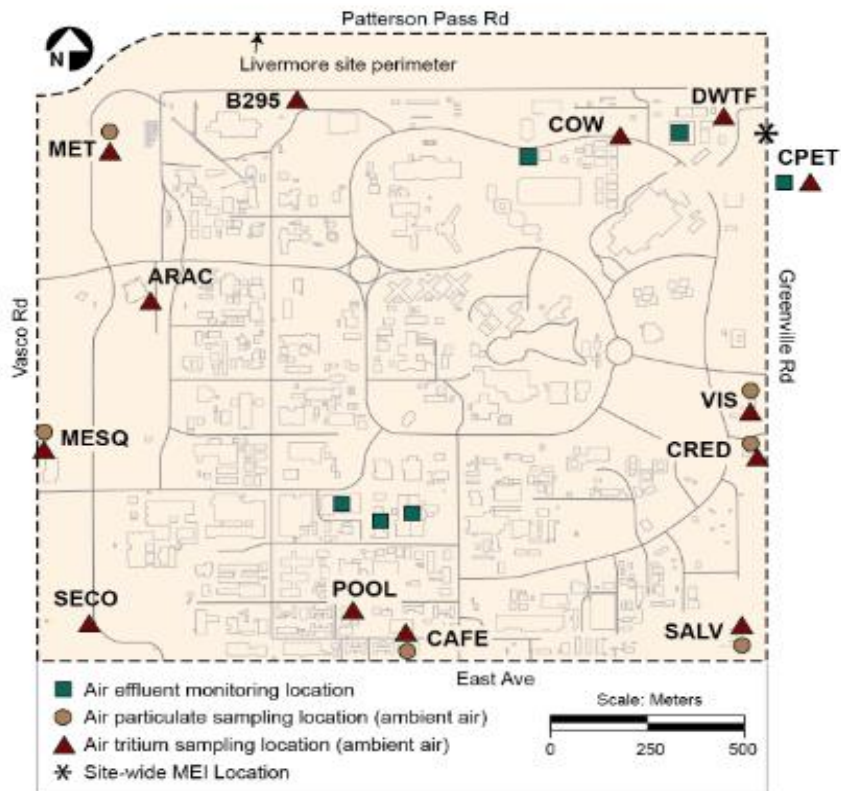 Patterson Pass Rd
N
Livermore site perimeter
B295
DWTF
COW
MET
CPET
ARAC
Vasco Rd
Greenville Rd
VIS
MESQ
CRED
SECO
POOL
CAFE
SALV
East Ave
Air effluent monitoring location
Air particulate sampling location (ambient air)
Air tritium sampling location (ambient air)
Site-wide MEI Location
Scale: Meters
0 250 500